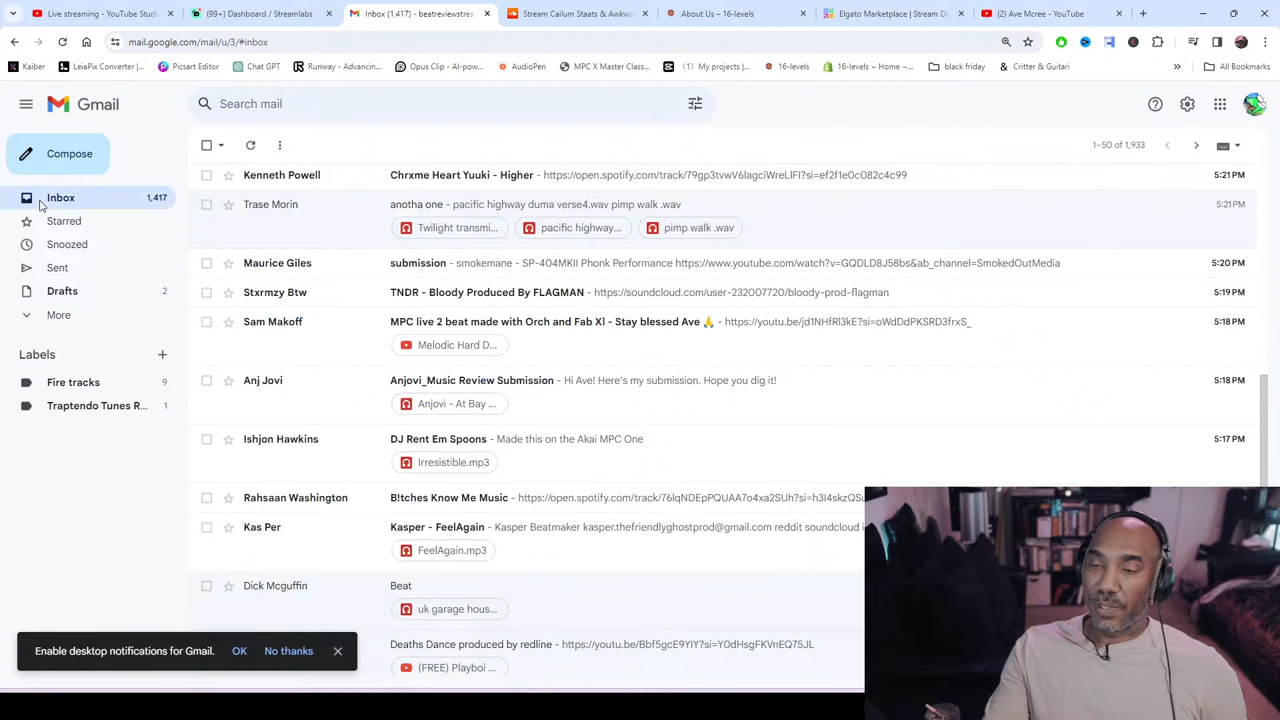 Live streaming - YouTube Studi
(99+) Dashboard / Streamlabs
Inbox (1,417) - beatreviewstrea
Stream Callum Staats & Awkwa
About Us – 16-levels
Elgato Marketplace | Stream De
(2) Ave Mcree - YouTube
mail.google.com/mail/u/3/#inbox
Kaiber
LeiaPix Converter |...
Picsart Editor
Chat GPT
Runway - Advancin...
Opus Clip - AI-pow...
AudioPen
MPC X Master Class...
(1) My projects |...
16-levels
16-levels ~ Home ~...
black friday
Critter & Guitari
All Bookmarks
Gmail
Search mail
Compose
1–50 of 1,933
Inbox 1,417
Starred
Snoozed
Sent
Drafts 2
More
Labels
Fire tracks 9
Traptendo Tunes R... 1
Kenneth Powell Chrxme Heart Yuuki - Higher - https://open.spotify.com/track/79gp3tvwV6lagciWreLlFI?si=ef2f1e0c082c4c99 5:21 PM
Trase Morin anotha one - pacific highway duma verse4.wav pimp walk .wav 5:21 PM
Twilight transmi... pacific highway... pimp walk .wav
Maurice Giles submission - smokemane - SP-404MKII Phonk Performance https://www.youtube.com/watch?v=GQDLD8J58bs&ab_channel=SmokedOutMedia 5:20 PM
Stxrmzy Btw TNDR - Bloody Produced By FLAGMAN - https://soundcloud.com/user-232007720/bloody-prod-flagman 5:19 PM
Sam Makoff MPC live 2 beat made with Orch and Fab Xl - Stay blessed Ave 🙏 - https://youtu.be/jd1NHfRl3kE?si=oWdDdPKSRD3frxS_ 5:18 PM
Melodic Hard D...
Anj Jovi Anjovi_Music Review Submission - Hi Ave! Here's my submission. Hope you dig it! 5:18 PM
Anjovi - At Bay ...
Ishjon Hawkins DJ Rent Em Spoons - Made this on the Akai MPC One 5:17 PM
Irresistible.mp3
Rahsaan Washington B!tches Know Me Music - https://open.spotify.com/track/76lqNDEpPQUAA7o4xa2SUh?si=h3I4skzQS
Kas Per Kasper - FeelAgain - Kasper Beatmaker kasper.thefriendlyghostprod@gmail.com reddit soundcloud i
FeelAgain.mp3
Dick Mcguffin Beat
uk garage hous...
Deaths Dance produced by redline - https://youtu.be/Bbf5gcE9YIY?si=Y0dHsgFKVnEQ75JL
(FREE) Playboi ...
Enable desktop notifications for Gmail. OK No thanks